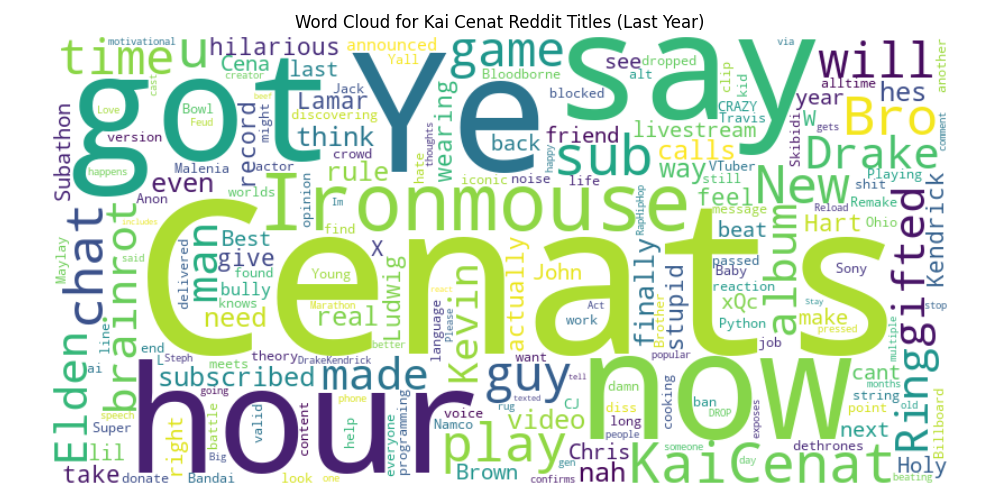 Word Cloud for Kai Cenat Reddit Titles (Last Year)
motivational
time
u
hilarious
announced
Yall
Cena
last
cast
creator
got
Ye
game
Bloodborne
say
see
dropped
alt
clip
kid
via
will
another
hes
Jack
Lamar
discovering
might
think
crowd
rule
record
wearing
hate
thoughts
back
blocked
friend
sub
iconic
noise
life
happy
livestream
calls
way
VTuber
still
feel
CRAZY
Travis
year
alltime
W
Skibidi
gets
Bro
comment
Drake
Playing
shit
Remake
Reload
Ohio
Subathon
Love
version
happens
Bowl
Feud
beef
Malenia
Uactor
even
Anon
worlds
opinion
Im
find
Ironmouse
RapHipHop
New
message
beat
passed
Baby
reaction
album
Hart
Sony
Kendrick
gifted
chat
brainrot
includes
said
Maylay
man
Best
give
found
bully
knows
need
delivered
Young
real
X
Ludwig
Marathon
Act
Cenats
actually
John
react
Please
language
Kevin
better
work
finally
stupid
Brother
xQc
Python
job
make
pressed
Stay
stop
multiple
Elden
line
end
L
Steph
ai
lil
Super
take
donate
speech
going
meets
theory
DrakeKendrick
subscribed
made
guy
want
tell
texted
hour
now
popular
damn
diss
long
people
cooking
ban
DROP
someone
day
exposes
dethrones
cant
months
string
point
old
next
Billboard
beating
Holy
Ring
right
battle
Big
Bandai
valid
look
content
one
phone
help
everyone
programming
voice
Namco
play
Brown
rug
gen
CJ
video
confirms
Chris
nah
KaiCenat